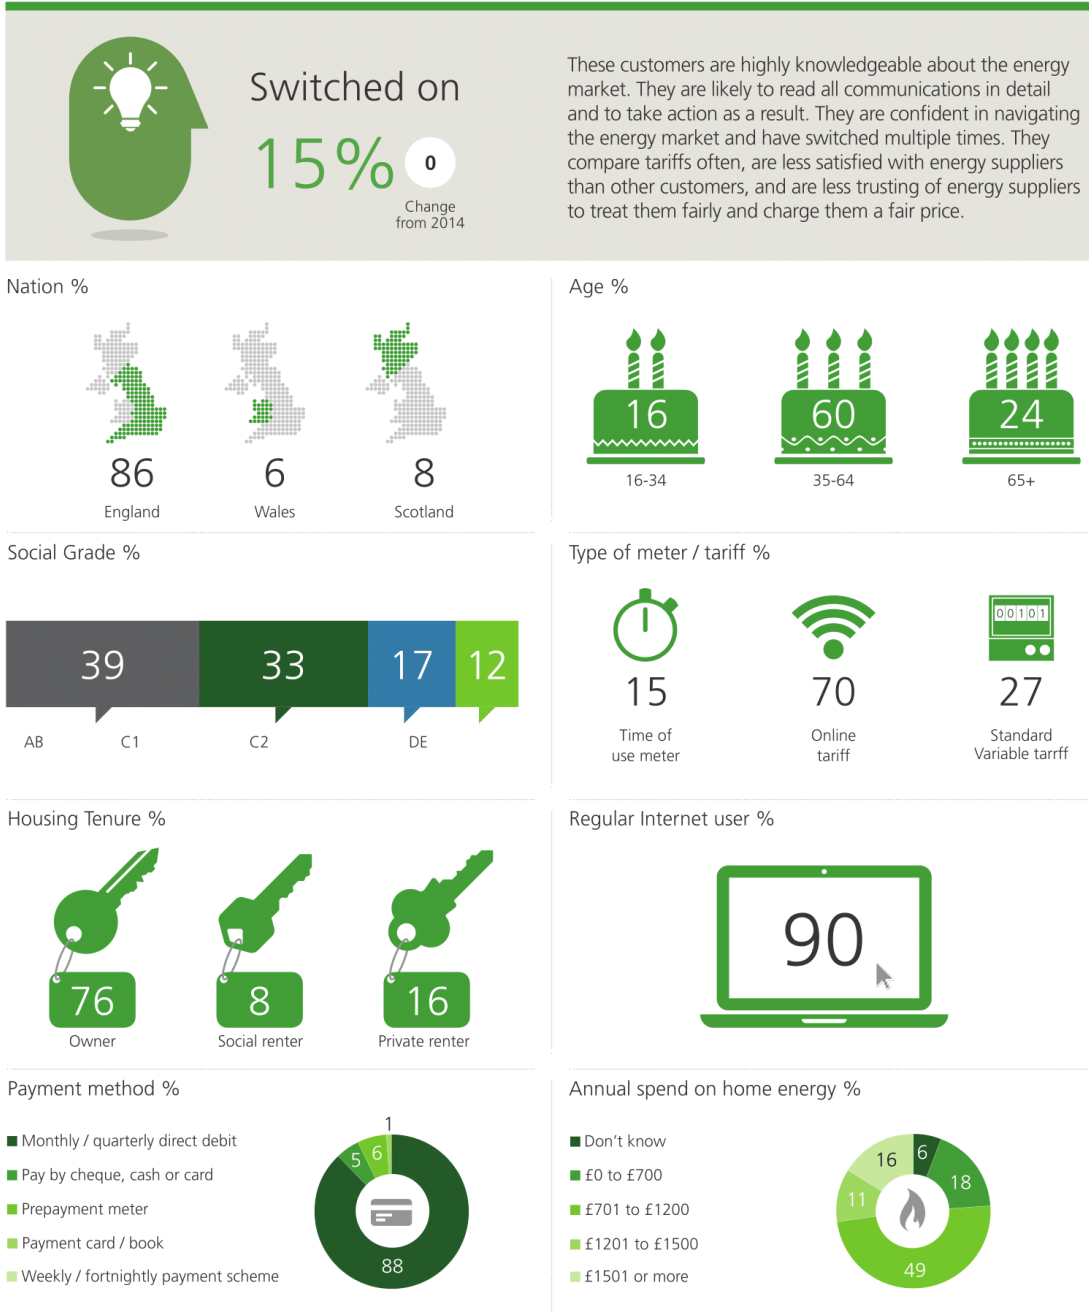 Switched on
15%
0
Change
from 2014
These customers are highly knowledgeable about the energy
market. They are likely to read all communications in detail
and to take action as a result. They are confident in navigating
the energy market and have switched multiple times. They
compare tariffs often, are less satisfied with energy suppliers
than other customers, and are less trusting of energy suppliers
to treat them fairly and charge them a fair price.
Nation %
86
6
8
England
Wales
Scotland
Age %
16
60
24
16-34
35-64
65+
Social Grade %
39
33
17
12
AB
C1
C2
DE
Type of meter / tariff %
00101
15
70
27
Time of
use meter
Online
tariff
Standard
Variable tarrff
Housing Tenure %
76
8
16
Owner
Social renter
Private renter
Regular Internet user %
90
Payment method %
Monthly / quarterly direct debit
Pay by cheque, cash or card
Prepayment meter
Payment card / book
Weekly / fortnightly payment scheme
1
5
6
88
Annual spend on home energy %
Don't know
£0 to £700
£701 to £1200
£1201 to £1500
£1501 or more
16
6
18
11
49